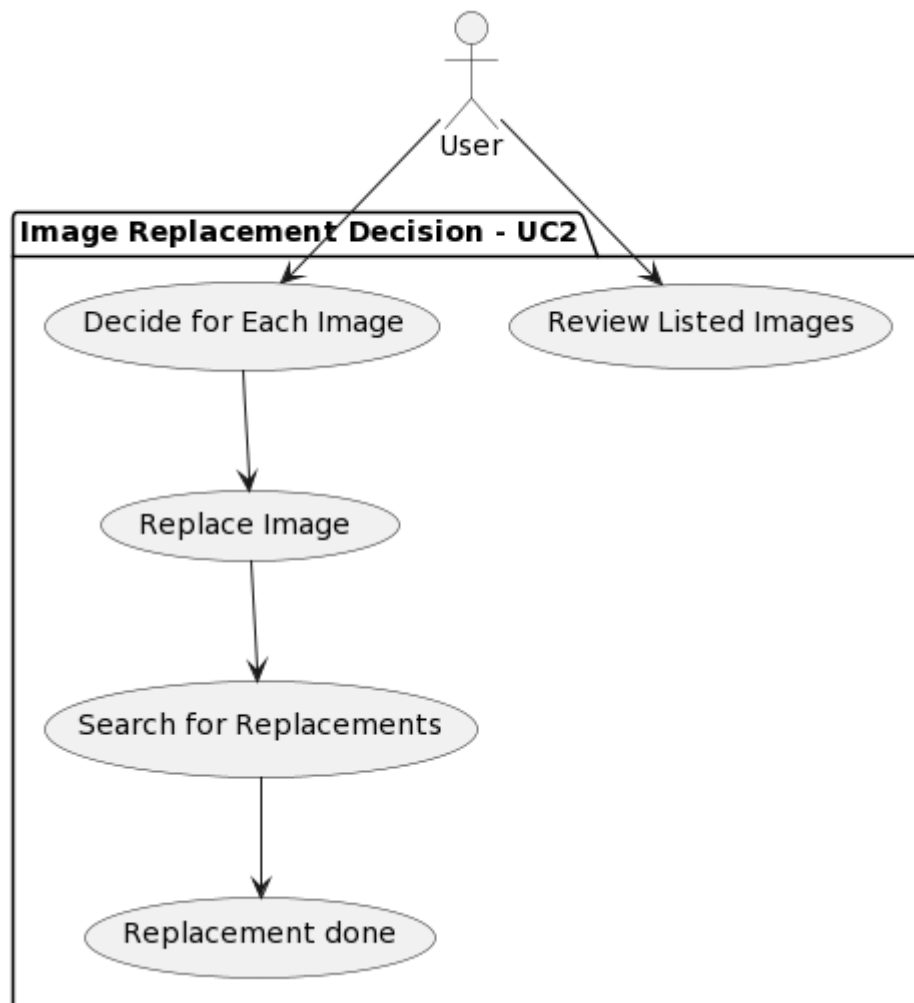 User
Image Replacement Decision - UC2
Decide for Each Image
Review Listed Images
Replace Image
Search for Replacements
Replacement done